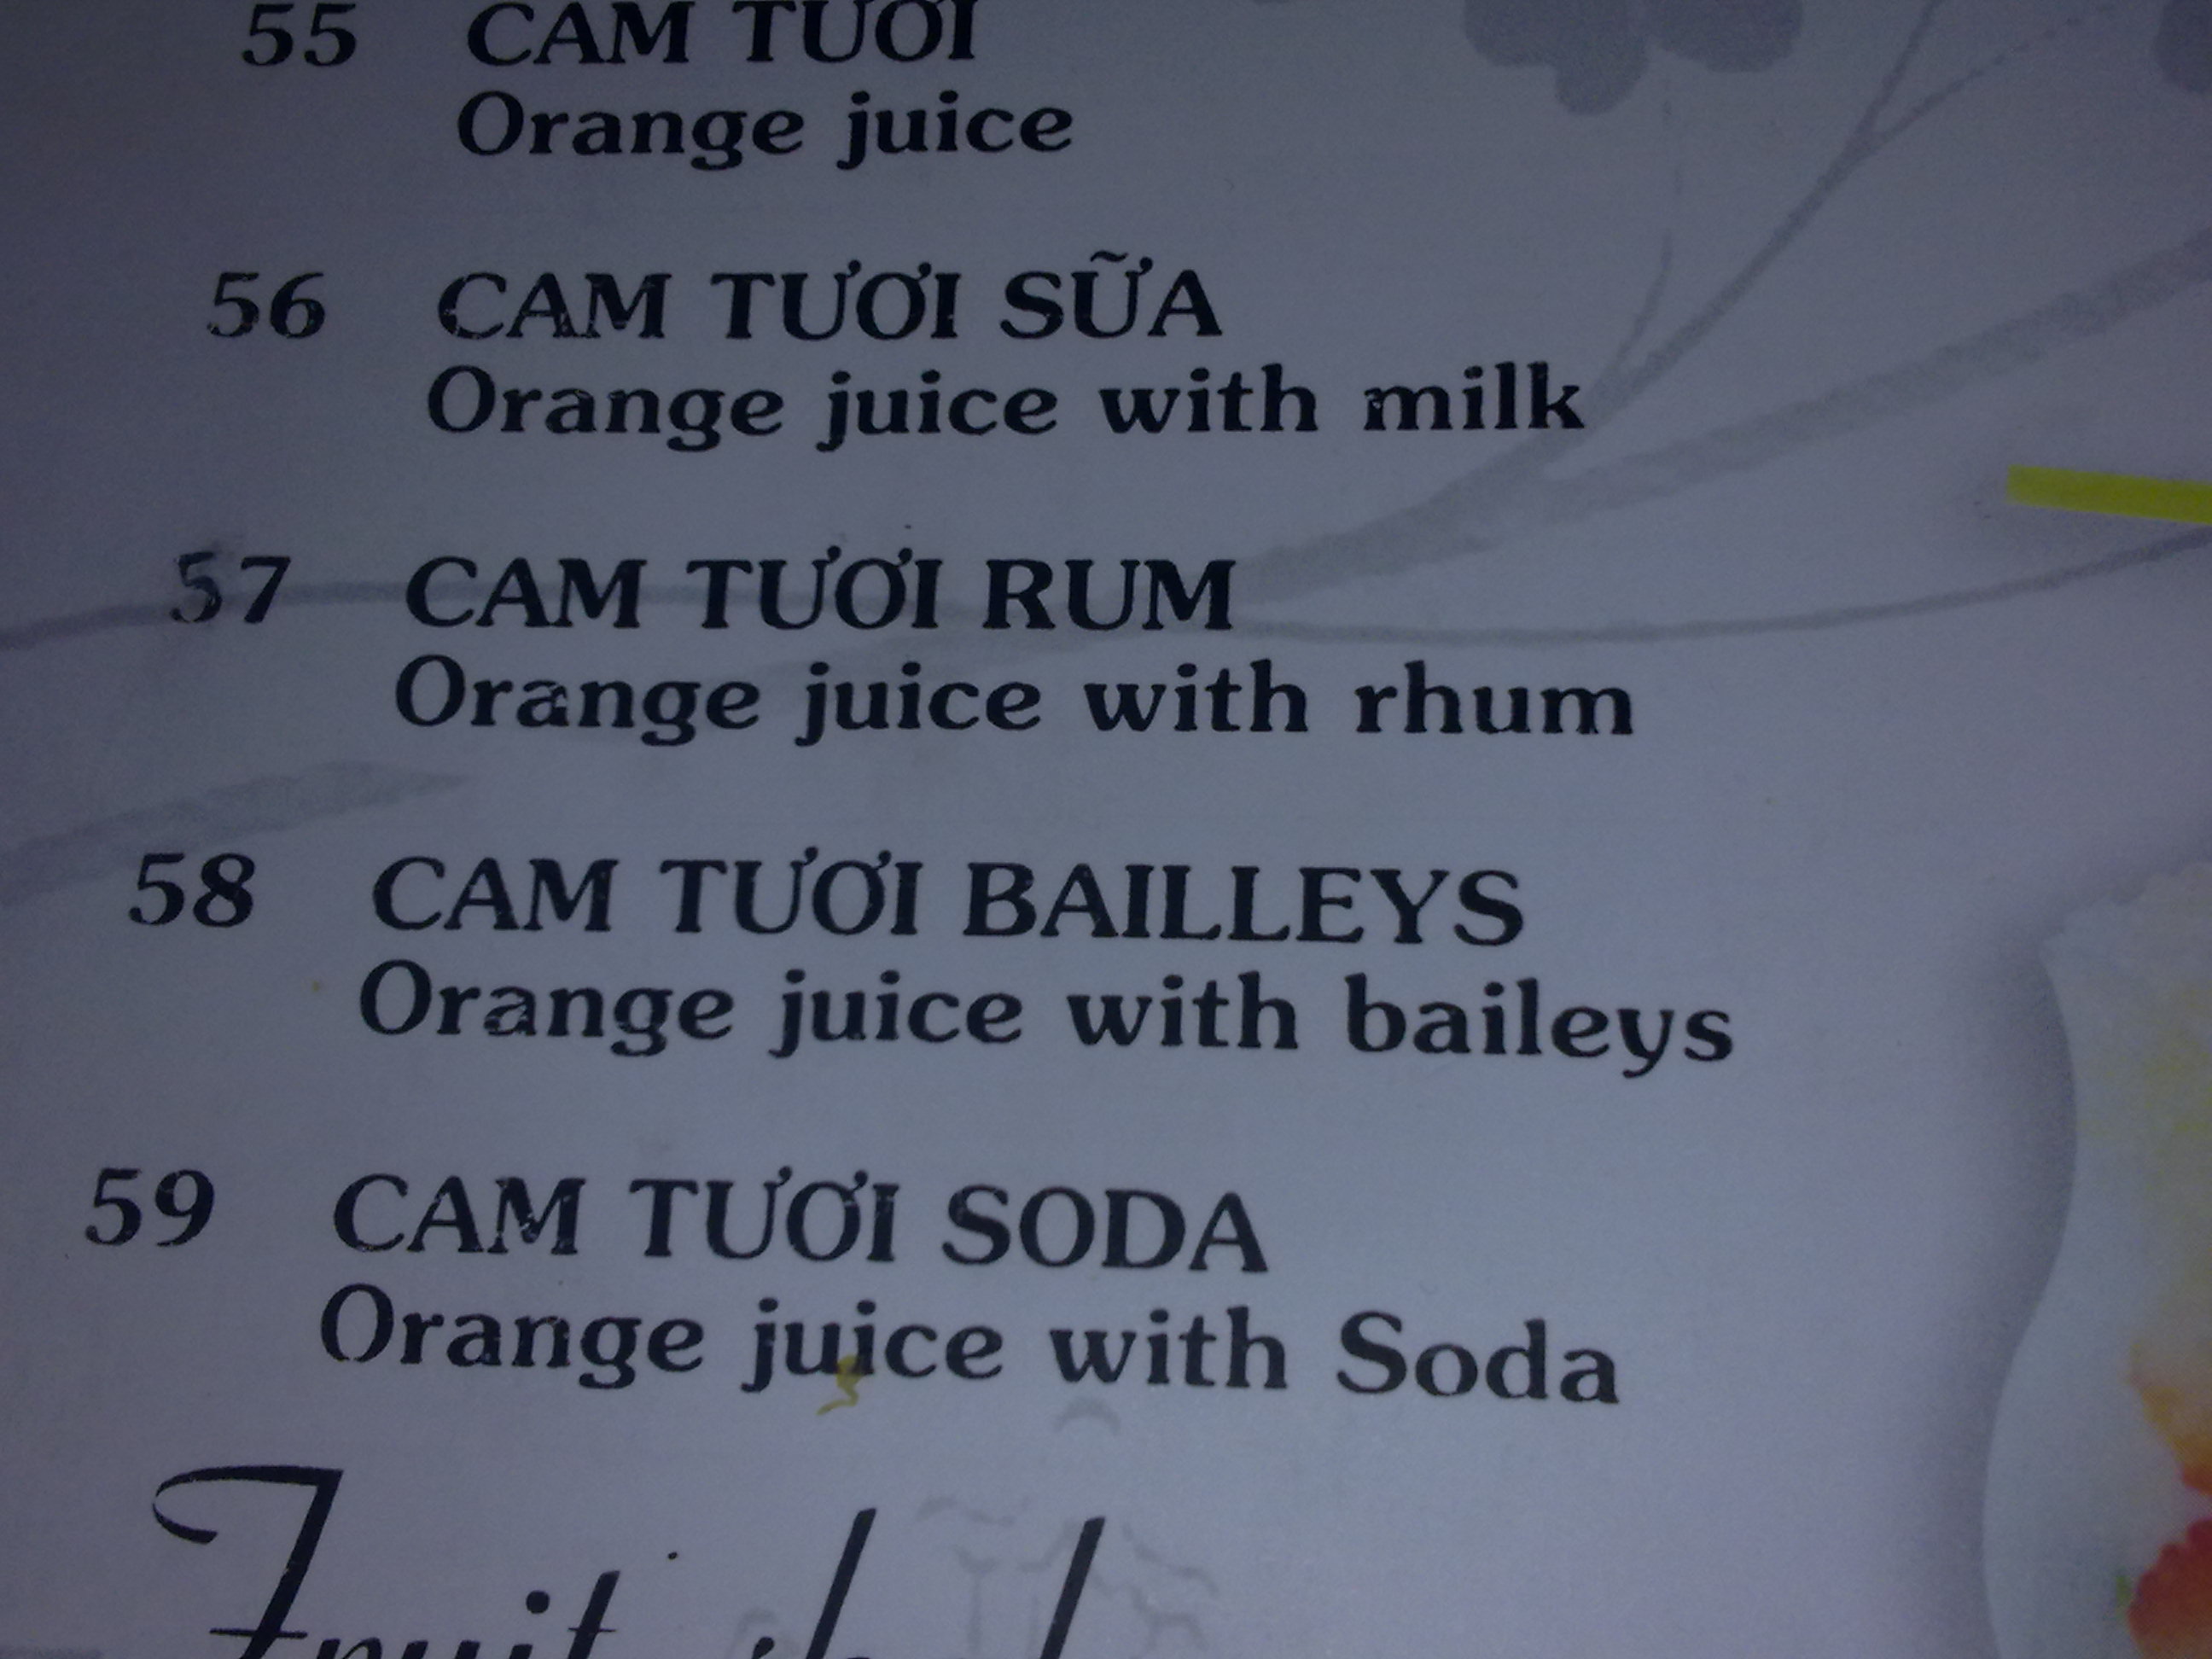 55 CAM TƯƠI
Orange juice
56 CAM TƯƠI SỮA
Orange juice with milk
57 CAM TƯƠI RUM
Orange juice with rhum
58 CAM TƯƠI BAILLEYS
Orange juice with baileys
59 CAM TƯƠI SODA
Orange juice with Soda
Fruit